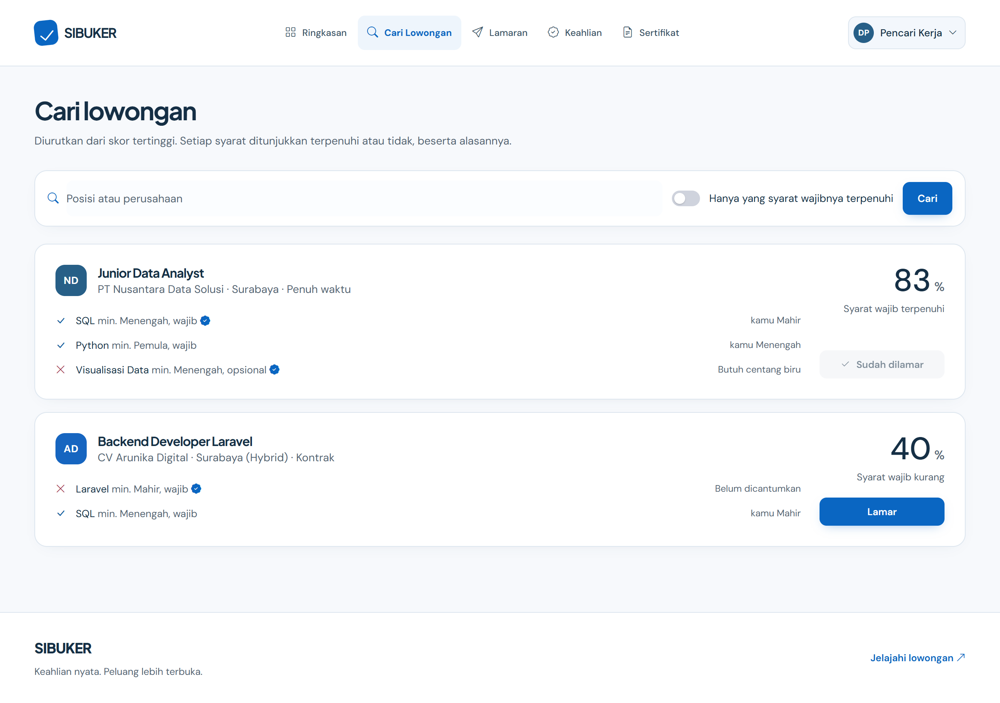 SIBUKER
Ringkasan
Cari Lowongan
Lamaran
Keahlian
Sertifikat
DP
Pencari Kerja
Cari lowongan
Diurutkan dari skor tertinggi. Setiap syarat ditunjukkan terpenuhi atau tidak, beserta alasannya.
Posisi atau perusahaan
Hanya yang syarat wajibnya terpenuhi
Cari
ND
Junior Data Analyst
PT Nusantara Data Solusi · Surabaya · Penuh waktu
83 %
Syarat wajib terpenuhi
SQL min. Menengah, wajib
kamu Mahir
Python min. Pemula, wajib
kamu Menengah
Visualisasi Data min. Menengah, opsional
Butuh centang biru
Sudah dilamar
AD
Backend Developer Laravel
CV Arunika Digital · Surabaya (Hybrid) · Kontrak
40 %
Syarat wajib kurang
Laravel min. Mahir, wajib
Belum dicantumkan
SQL min. Menengah, wajib
kamu Mahir
Lamar
SIBUKER
Keahlian nyata. Peluang lebih terbuka.
Jelajahi lowongan